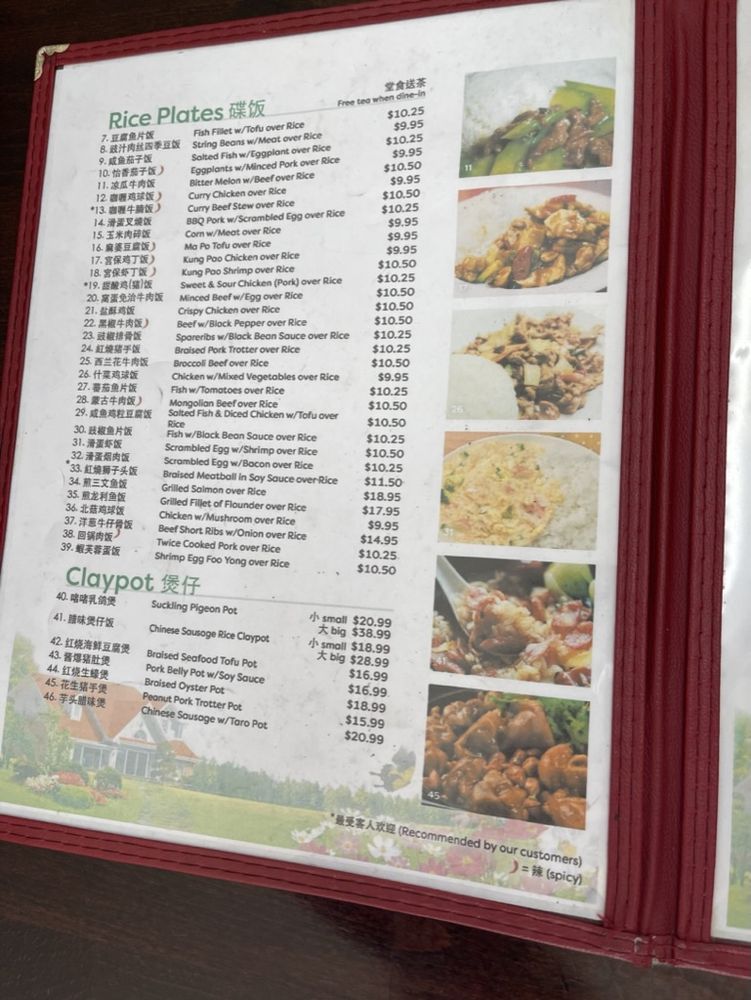 Rice Plates 碟饭
堂食送茶
Free tea when dine-in
7. 豆腐鱼片饭 Fish Fillet w/Tofu over Rice $10.25
8. 豉汁肉丝四季豆饭 String Beans w/Meat over Rice $9.95
9. 咸鱼茄子饭 Salted Fish w/Eggplant over Rice $10.25
10. 怡香茄子饭 Eggplants w/Minced Pork over Rice $9.95
11. 凉瓜牛肉饭 Bitter Melon w/Beef over Rice $10.50
12. 咖喱鸡球饭 Curry Chicken over Rice $9.95
*13. 咖喱牛腩饭 Curry Beef Stew over Rice $10.50
14. 滑蛋叉烧饭 BBQ Pork w/Scrambled Egg over Rice $10.25
15. 玉米肉碎饭 Corn w/Meat over Rice $9.95
16. 麻婆豆腐饭 Ma Po Tofu over Rice $9.95
17. 宫保鸡丁饭 Kung Pao Chicken over Rice $9.95
18. 宫保虾丁饭 Kung Pao Shrimp over Rice $10.50
*19. 甜酸鸡(猪)饭 Sweet & Sour Chicken (Pork) over Rice $10.25
20. 窝蛋免治牛肉饭 Minced Beef w/Egg over Rice $10.50
21. 盐酥鸡饭 Crispy Chicken over Rice $10.50
22. 黑椒牛肉饭 Beef w/Black Pepper over Rice $10.50
23. 豉椒排骨饭 Spareribs w/Black Bean Sauce over Rice $10.25
24. 紅燒猪手饭 Braised Pork Trotter over Rice $10.25
25. 西兰花牛肉饭 Broccoli Beef over Rice $10.50
26. 什菜鸡球饭 Chicken w/Mixed Vegetables over Rice $9.95
27. 蕃茄鱼片饭 Fish w/Tomatoes over Rice $10.25
28. 蒙古牛肉饭 Mongolian Beef over Rice $10.50
29. 咸鱼鸡粒豆腐饭 Salted Fish & Diced Chicken w/Tofu over Rice $10.50
30. 豉椒鱼片饭 Fish w/Black Bean Sauce over Rice $10.25
31. 滑蛋虾饭 Scrambled Egg w/Shrimp over Rice $10.50
32. 滑蛋烟肉饭 Scrambled Egg w/Bacon over Rice $10.25
*33. 紅燒狮子头饭 Braised Meatball in Soy Sauce over Rice $11.50
34. 煎三文鱼饭 Grilled Salmon over Rice $18.95
35. 煎龙利鱼饭 Grilled Fillet of Flounder over Rice $17.95
36. 北菇鸡球饭 Chicken w/Mushroom over Rice $9.95
37. 洋葱牛仔骨饭 Beef Short Ribs w/Onion over Rice $14.95
38. 回锅肉饭 Twice Cooked Pork over Rice $10.25
39. 蝦芙蓉蛋饭 Shrimp Egg Foo Yong over Rice $10.50
Claypot 煲仔
40. 啫啫乳鸽煲 Suckling Pigeon Pot 小 small $20.99
大 big $38.99
41. 腊味煲仔饭 Chinese Sausage Rice Claypot 小 small $18.99
大 big $28.99
42. 红烧海鲜豆腐煲 Braised Seafood Tofu Pot $16.99
43. 酱爆猪肚煲 Pork Belly Pot w/Soy Sauce $16.99
44. 红烧生蠔煲 Braised Oyster Pot $18.99
45. 花生猪手煲 Peanut Pork Trotter Pot $15.99
46. 芋头腊味煲 Chinese Sausage w/Taro Pot $20.99
11
17
26
31
45
*最受客人欢迎 (Recommended by our customers)
= 辣 (spicy)